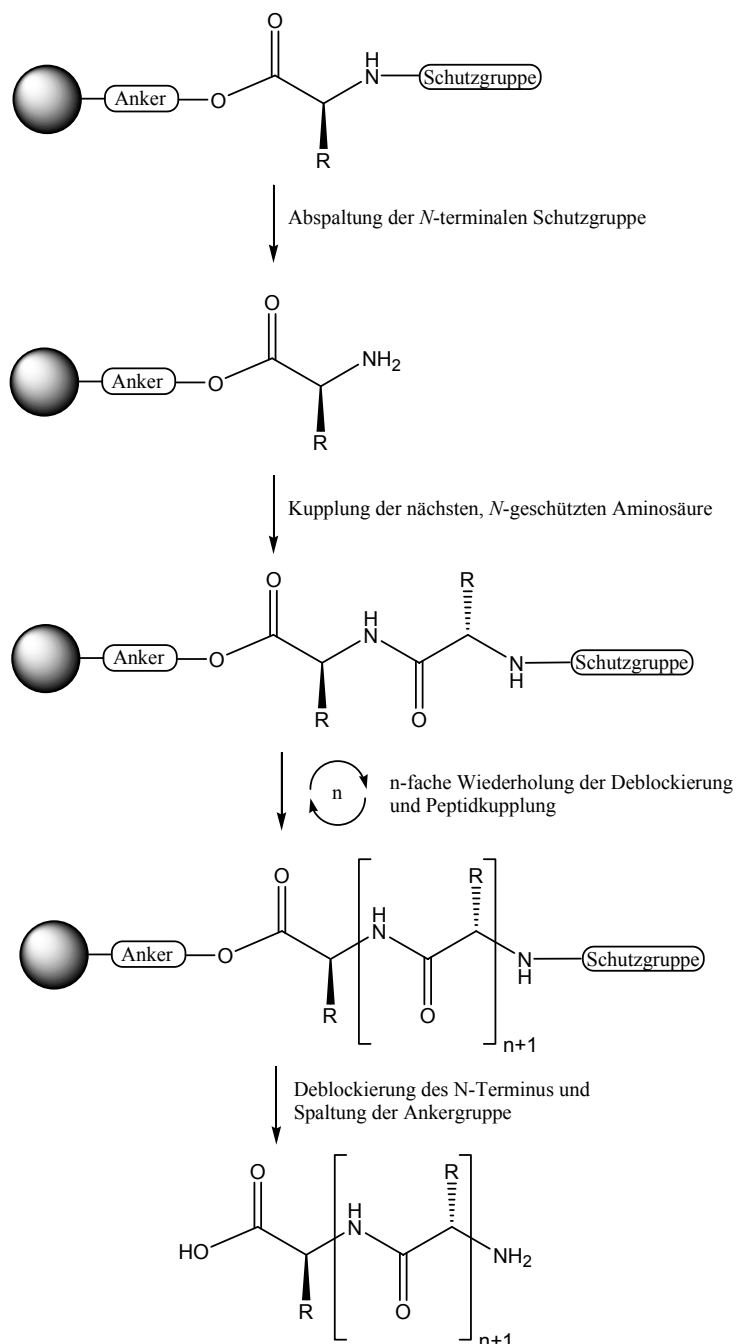 O
H
N
Schutzgruppe
Anker
O
R
Abspaltung der N-terminalen Schutzgruppe
O
NH2
Anker
O
R
Kupplung der nächsten, N-geschützten Aminosäure
O
H
N
R
Anker
O
N
H
Schutzgruppe
R
O
n
n-fache Wiederholung der Deblockierung
und Peptidkupplung
O
H
N
R
Anker
O
N
H
Schutzgruppe
R
O
n+1
Deblockierung des N-Terminus und
Spaltung der Ankergruppe
O
H
N
R
HO
NH2
R
O
n+1